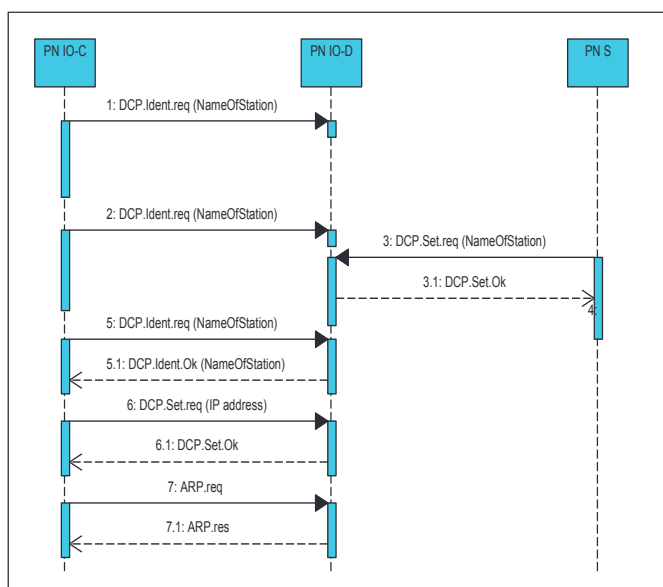 PN IO-C
PN IO-D
PN S
1: DCP.Ident.req (NameOfStation)
2: DCP.Ident.req (NameOfStation)
3: DCP.Set.req (NameOfStation)
3.1: DCP.Set.Ok
4:
5: DCP.Ident.req (NameOfStation)
5.1: DCP.Ident.Ok (NameOfStation)
6: DCP.Set.req (IP address)
6.1: DCP.Set.Ok
7: ARP.req
7.1: ARP.res